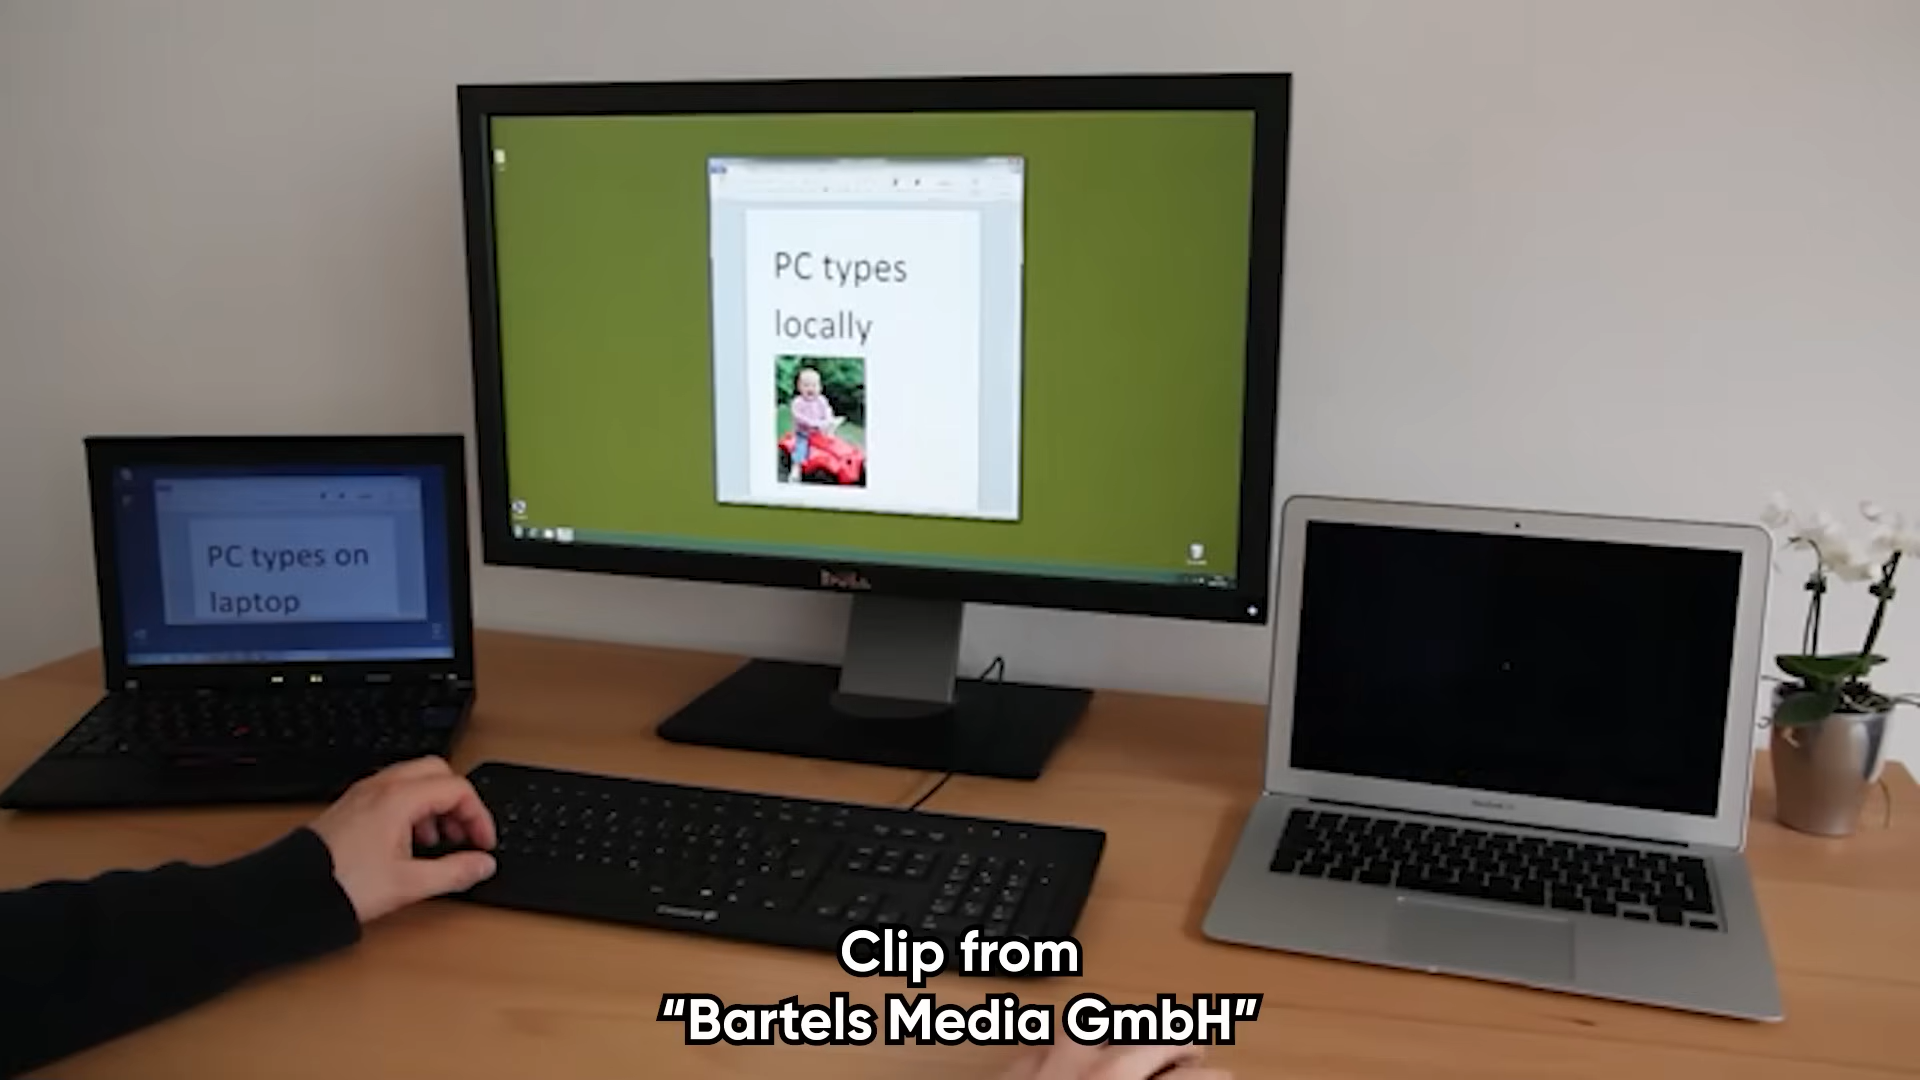 PC types
locally
PC types on
laptop
Clip from
“Bartels Media GmbH”